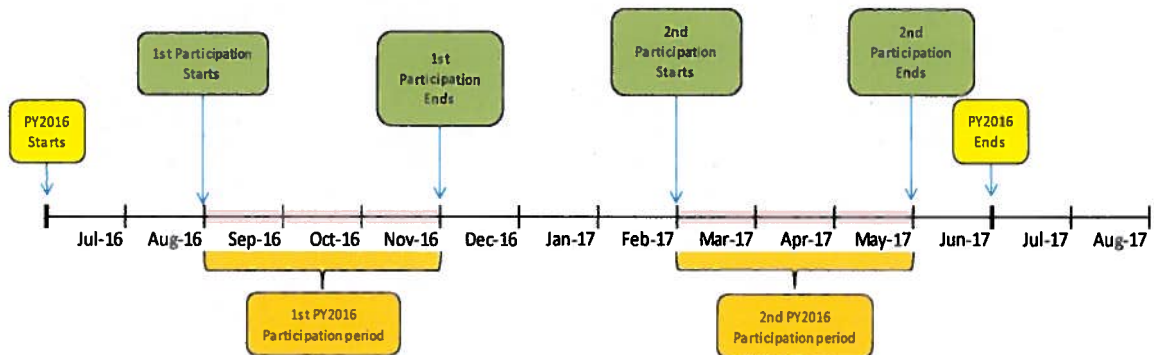 1st Participation
Starts
1st
Participation
Ends
2nd
Participation
Starts
2nd
Participation
Ends
PY2016
Starts
PY2016
Ends
Jul-16
Aug-16
Sep-16
Oct-16
Nov-16
Dec-16
Jan-17
Feb-17
Mar-17
Apr-17
May-17
Jun-17
Jul-17
Aug-17
1st PY2016
Participation period
2nd PY2016
Participation period